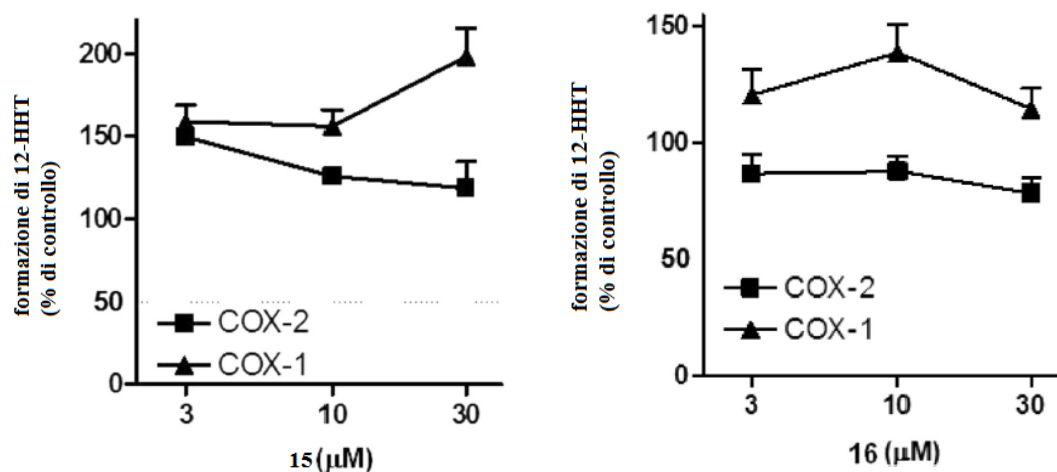 formazione di 12-HHT
(% di controllo)
200
150
100
50
0
COX-2
COX-1
3
10
30
15 (μM)
formazione di 12-HHT
(% di controllo)
150
100
50
0
COX-2
COX-1
3
10
30
16 (μM)